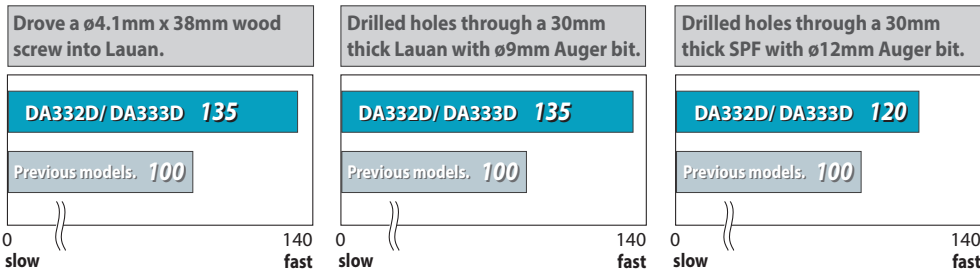 Drove a ø4.1mm x 38mm wood
screw into Lauan.
DA332D/ DA333D 135
Previous models. 100
0 140
slow fast
Drilled holes through a 30mm
thick Lauan with ø9mm Auger bit.
DA332D/ DA333D 135
Previous models. 100
0 140
slow fast
Drilled holes through a 30mm
thick SPF with ø12mm Auger bit.
DA332D/ DA333D 120
Previous models. 100
0 140
slow fast